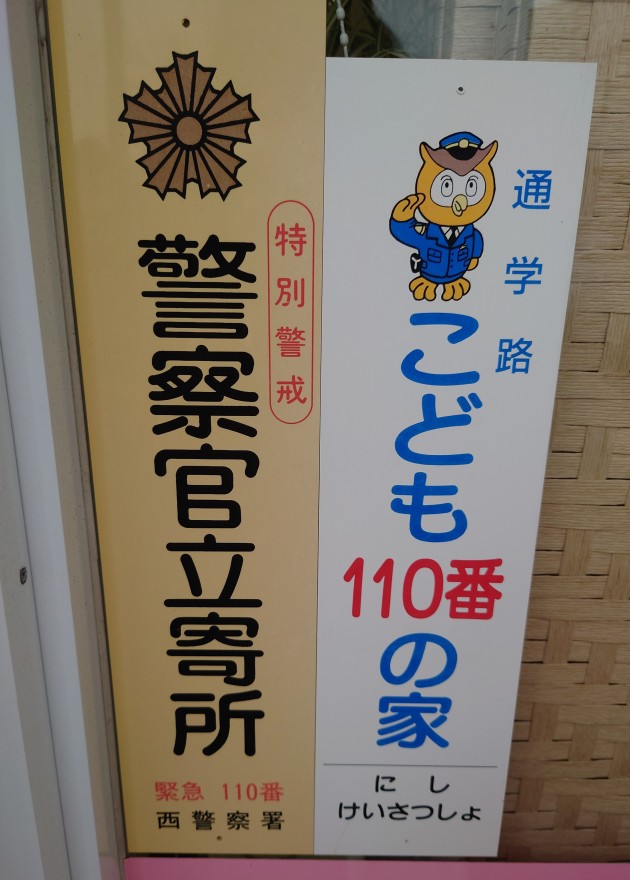 特別警戒
警察官立寄所
緊急 110番
西警察署
通学路
こども110番の家
にし
けいさつしょ